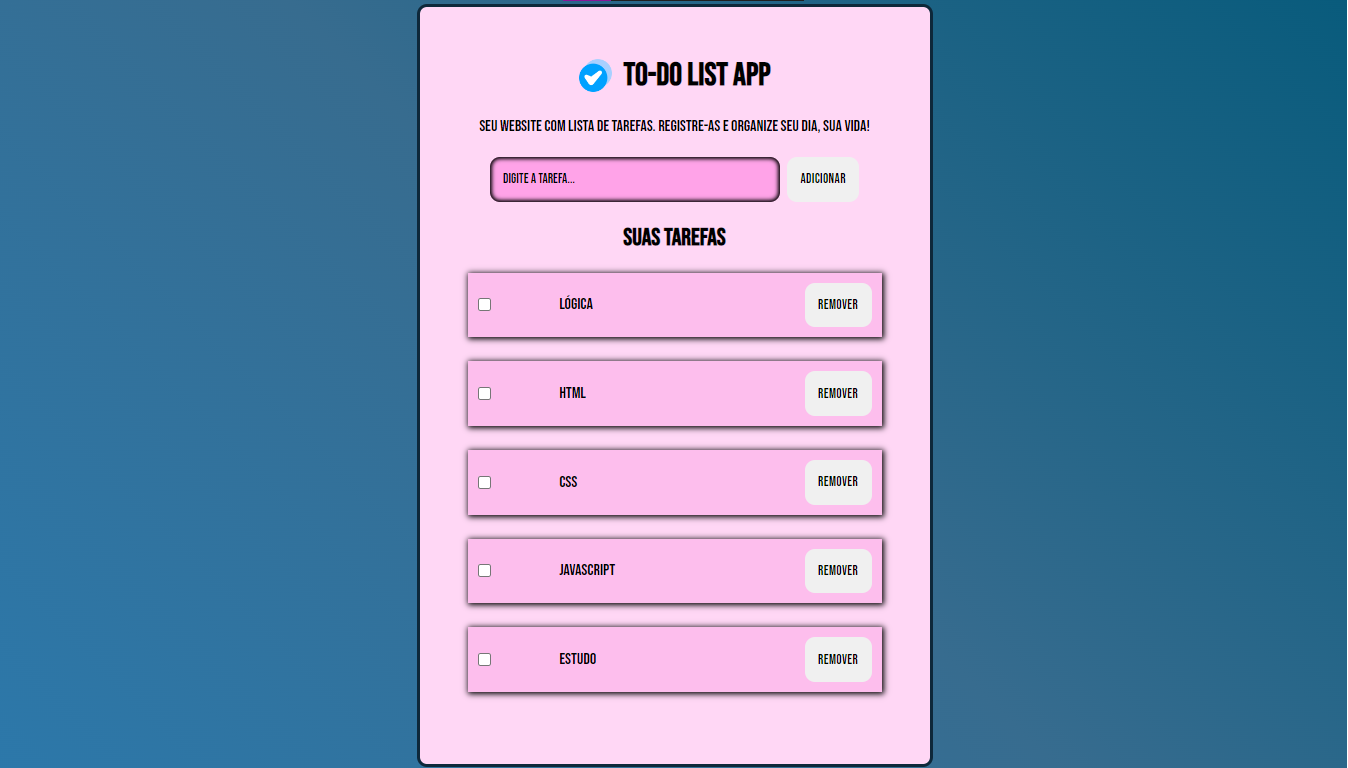 TO-DO LIST APP
SEU WEBSITE COM LISTA DE TAREFAS. REGISTRE-AS E ORGANIZE SEU DIA, SUA VIDA!
DIGITE A TAREFA... ADICIONAR
SUAS TAREFAS
LÓGICA REMOVER
HTML REMOVER
CSS REMOVER
JAVASCRIPT REMOVER
ESTUDO REMOVER